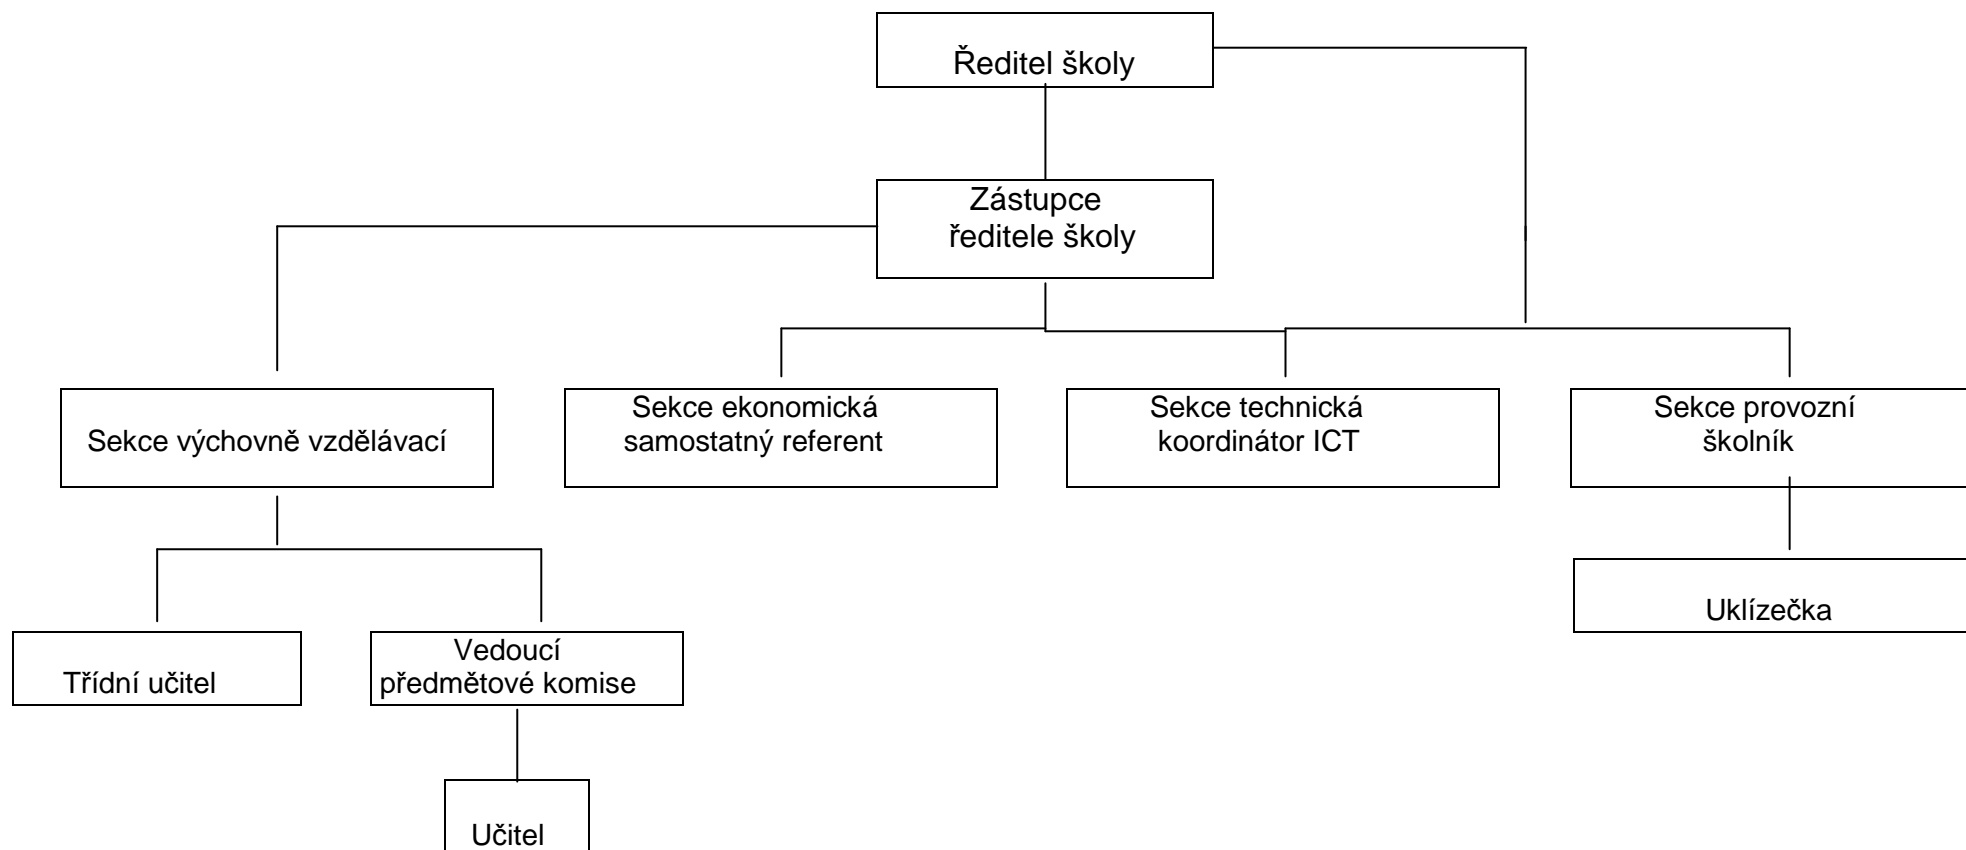 Ředitel školy
Zástupce
ředitele školy
Sekce výchovně vzdělávací
Sekce ekonomická
samostatný referent
Sekce technická
koordinátor ICT
Sekce provozní
školník
Uklízečka
Třídní učitel
Vedoucí
předmětové komise
Učitel